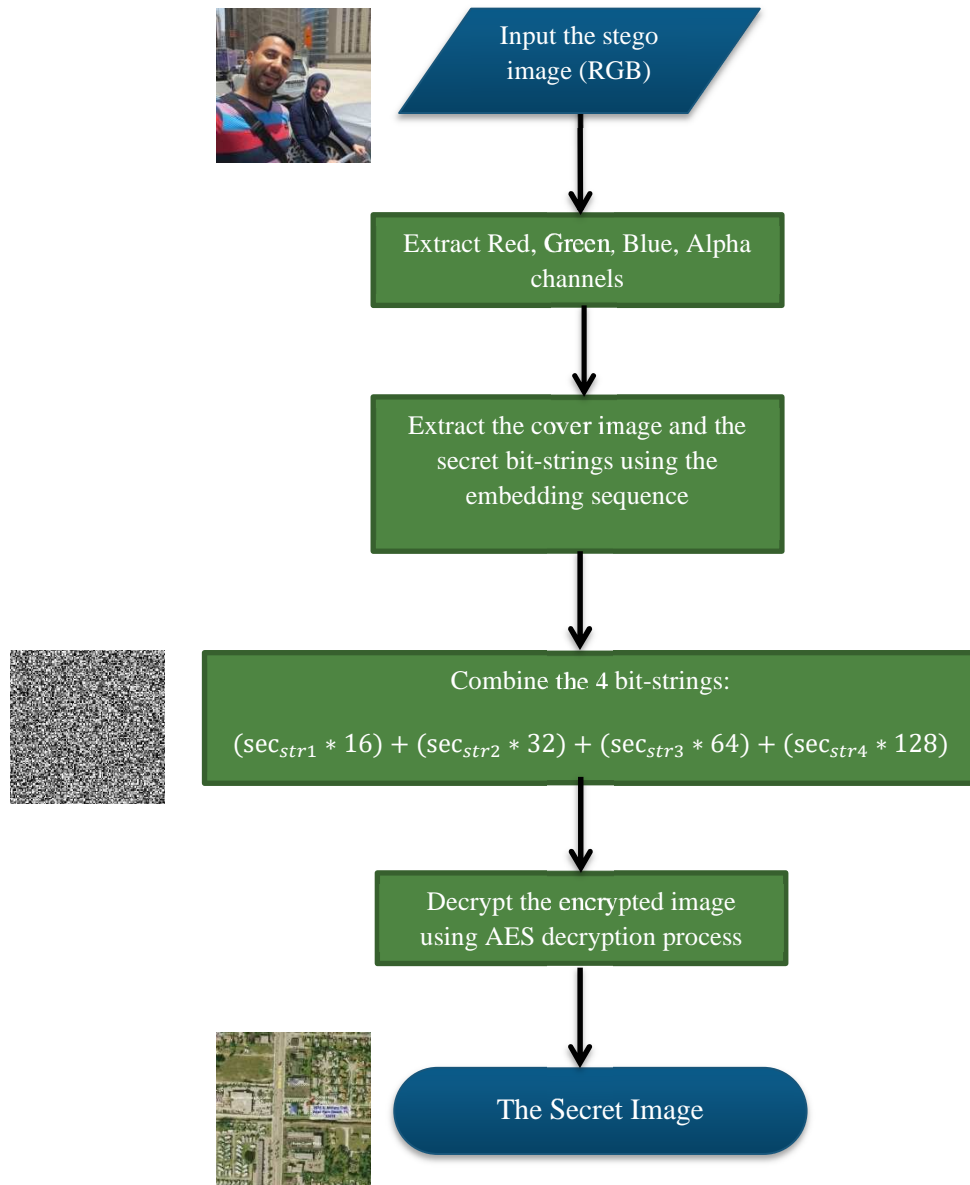 Input the stego
image (RGB)
Extract Red, Green, Blue, Alpha
channels
Extract the cover image and the
secret bit-strings using the
embedding sequence
Combine the 4 bit-strings:
(sec_str1 * 16) + (sec_str2 * 32) + (sec_str3 * 64) + (sec_str4 * 128)
Decrypt the encrypted image
using AES decryption process
The Secret Image